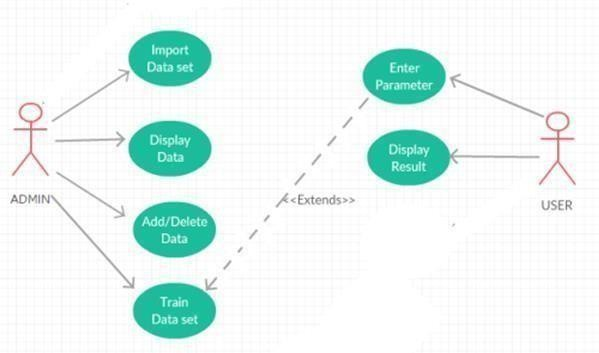 Import
Data set
Enter
Parameter
Display
Data
Display
Result
ADMIN
<<Extends>>
USER
Add/Delete
Data
Train
Data set